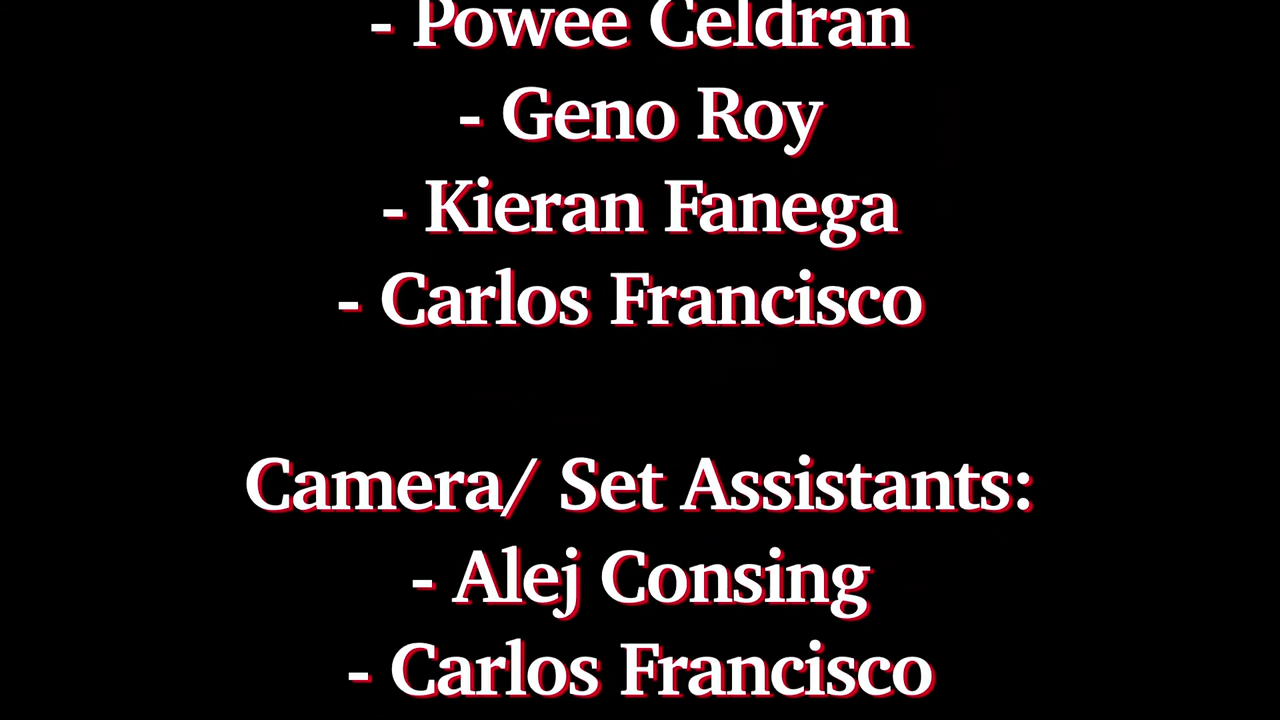 - Powee Celdran
- Geno Roy
- Kieran Fanega
- Carlos Francisco
Camera/ Set Assistants:
- Alej Consing
- Carlos Francisco